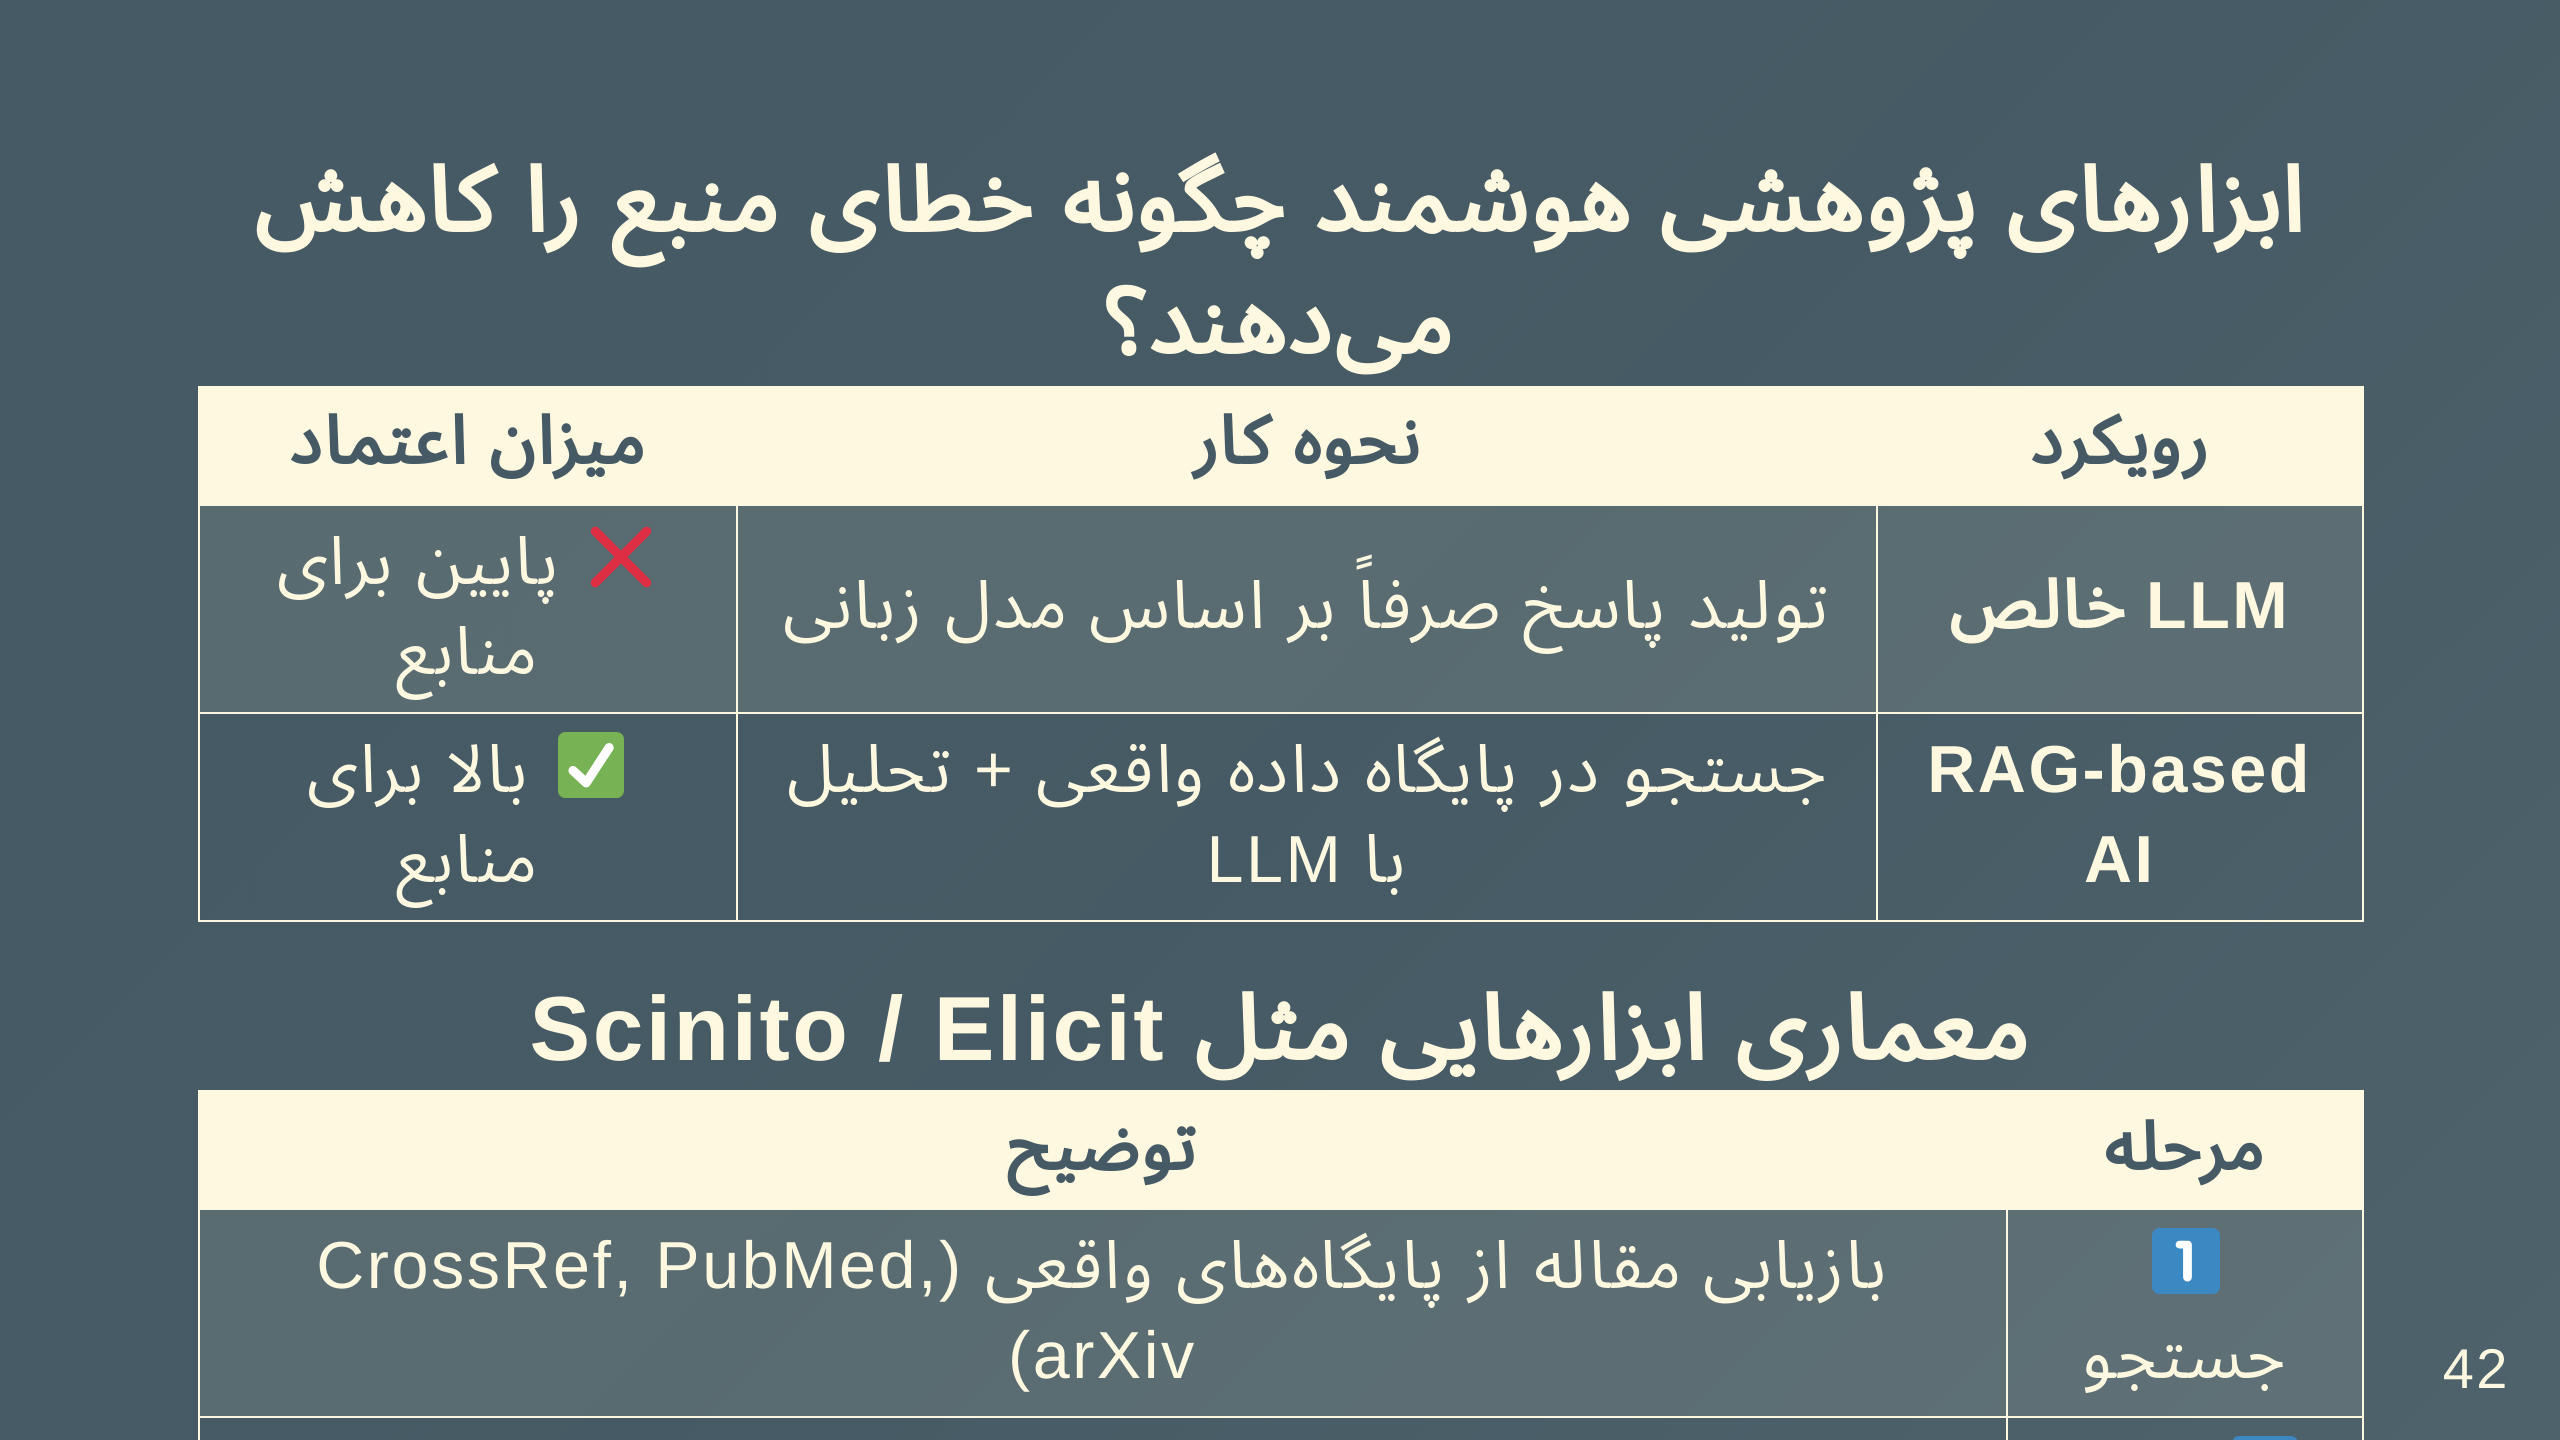 ابزارهای پژوهشی هوشمند چگونه خطای منبع را کاهش
می‌دهند؟
رویکرد نحوه کار میزان اعتماد
LLM خالص
تولید پاسخ صرفاً بر اساس مدل زبانی
❌ پایین برای
منابع
RAG-based
AI
جستجو در پایگاه داده واقعی + تحلیل
با LLM
✅ بالا برای
منابع
معماری ابزارهایی مثل Scinito / Elicit
مرحله توضیح
1️⃣
جستجو
بازیابی مقاله از پایگاه‌های واقعی (CrossRef, PubMed,
arXiv)
42